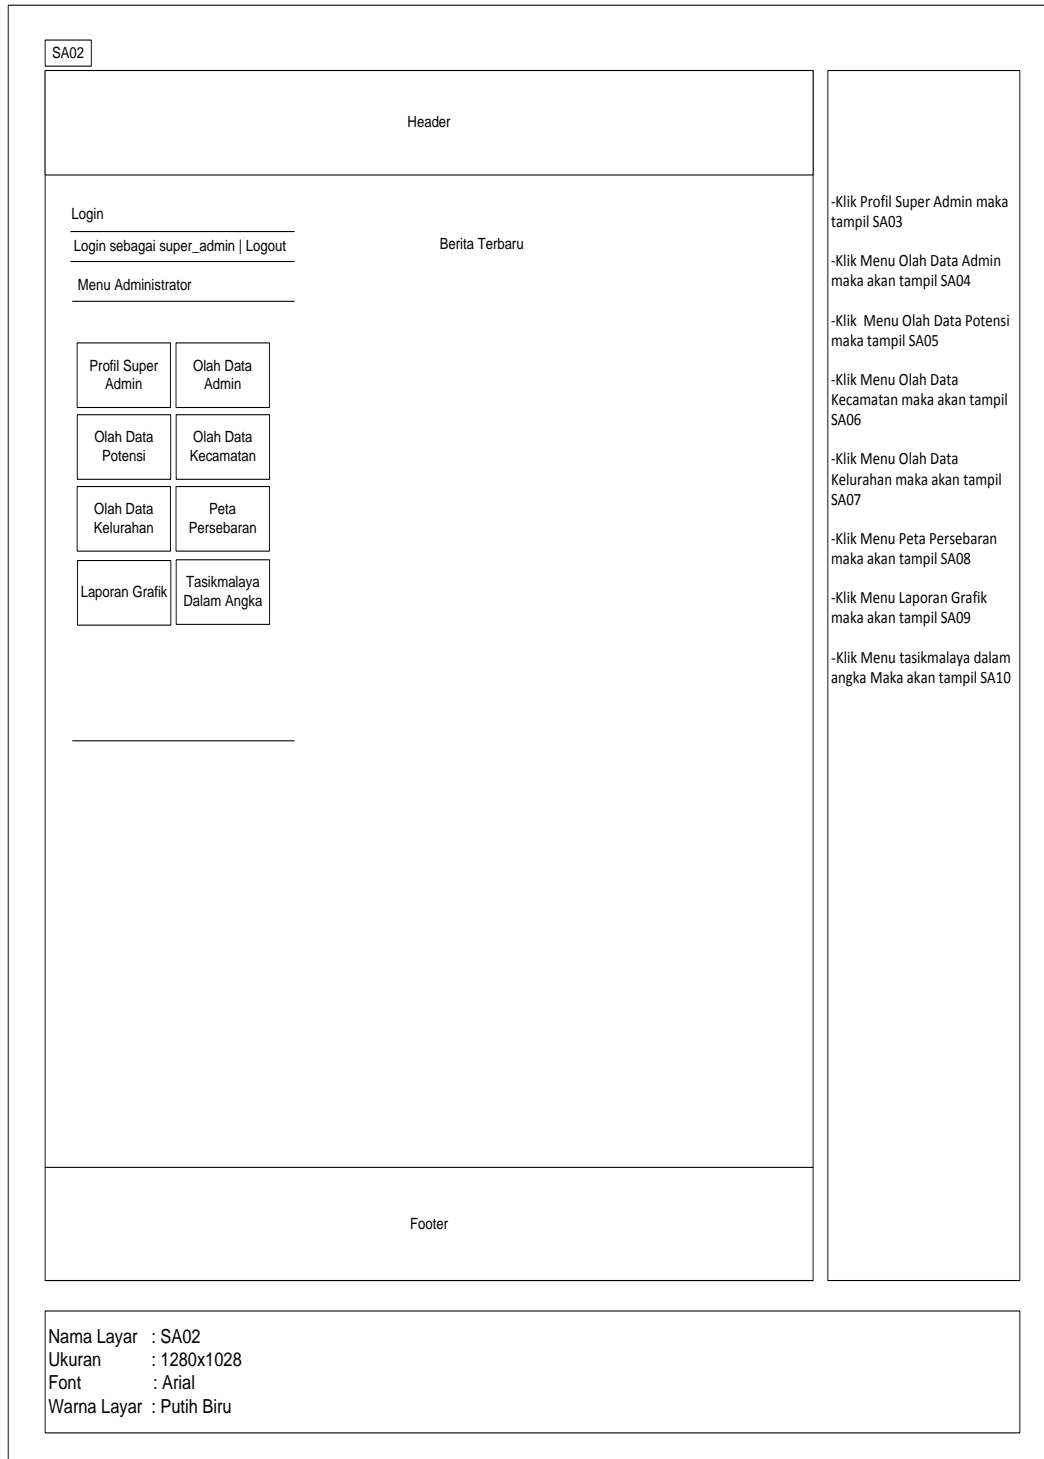 SA02
Header
Login
Login sebagai super_admin | Logout
Menu Administrator
Berita Terbaru
Profil Super
Admin
Olah Data
Admin
Olah Data
Potensi
Olah Data
Kecamatan
Olah Data
Kelurahan
Peta
Persebaran
Laporan Grafik
Tasikmalaya
Dalam Angka
Footer
-Klik Profil Super Admin maka
tampil SA03
-Klik Menu Olah Data Admin
maka akan tampil SA04
-Klik  Menu Olah Data Potensi
maka tampil SA05
-Klik Menu Olah Data
Kecamatan maka akan tampil
SA06
-Klik Menu Olah Data
Kelurahan maka akan tampil
SA07
-Klik Menu Peta Persebaran
maka akan tampil SA08
-Klik Menu Laporan Grafik
maka akan tampil SA09
-Klik Menu tasikmalaya dalam
angka Maka akan tampil SA10
Nama Layar : SA02
Ukuran : 1280x1028
Font : Arial
Warna Layar : Putih Biru